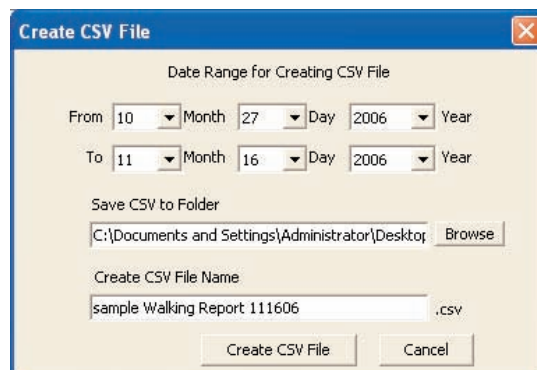 Create CSV File
Date Range for Creating CSV File
From 10 Month 27 Day 2006 Year
To 11 Month 16 Day 2006 Year
Save CSV to Folder
C:\Documents and Settings\Administrator\Desktop Browse
Create CSV File Name
sample Walking Report 111606 .csv
Create CSV File Cancel